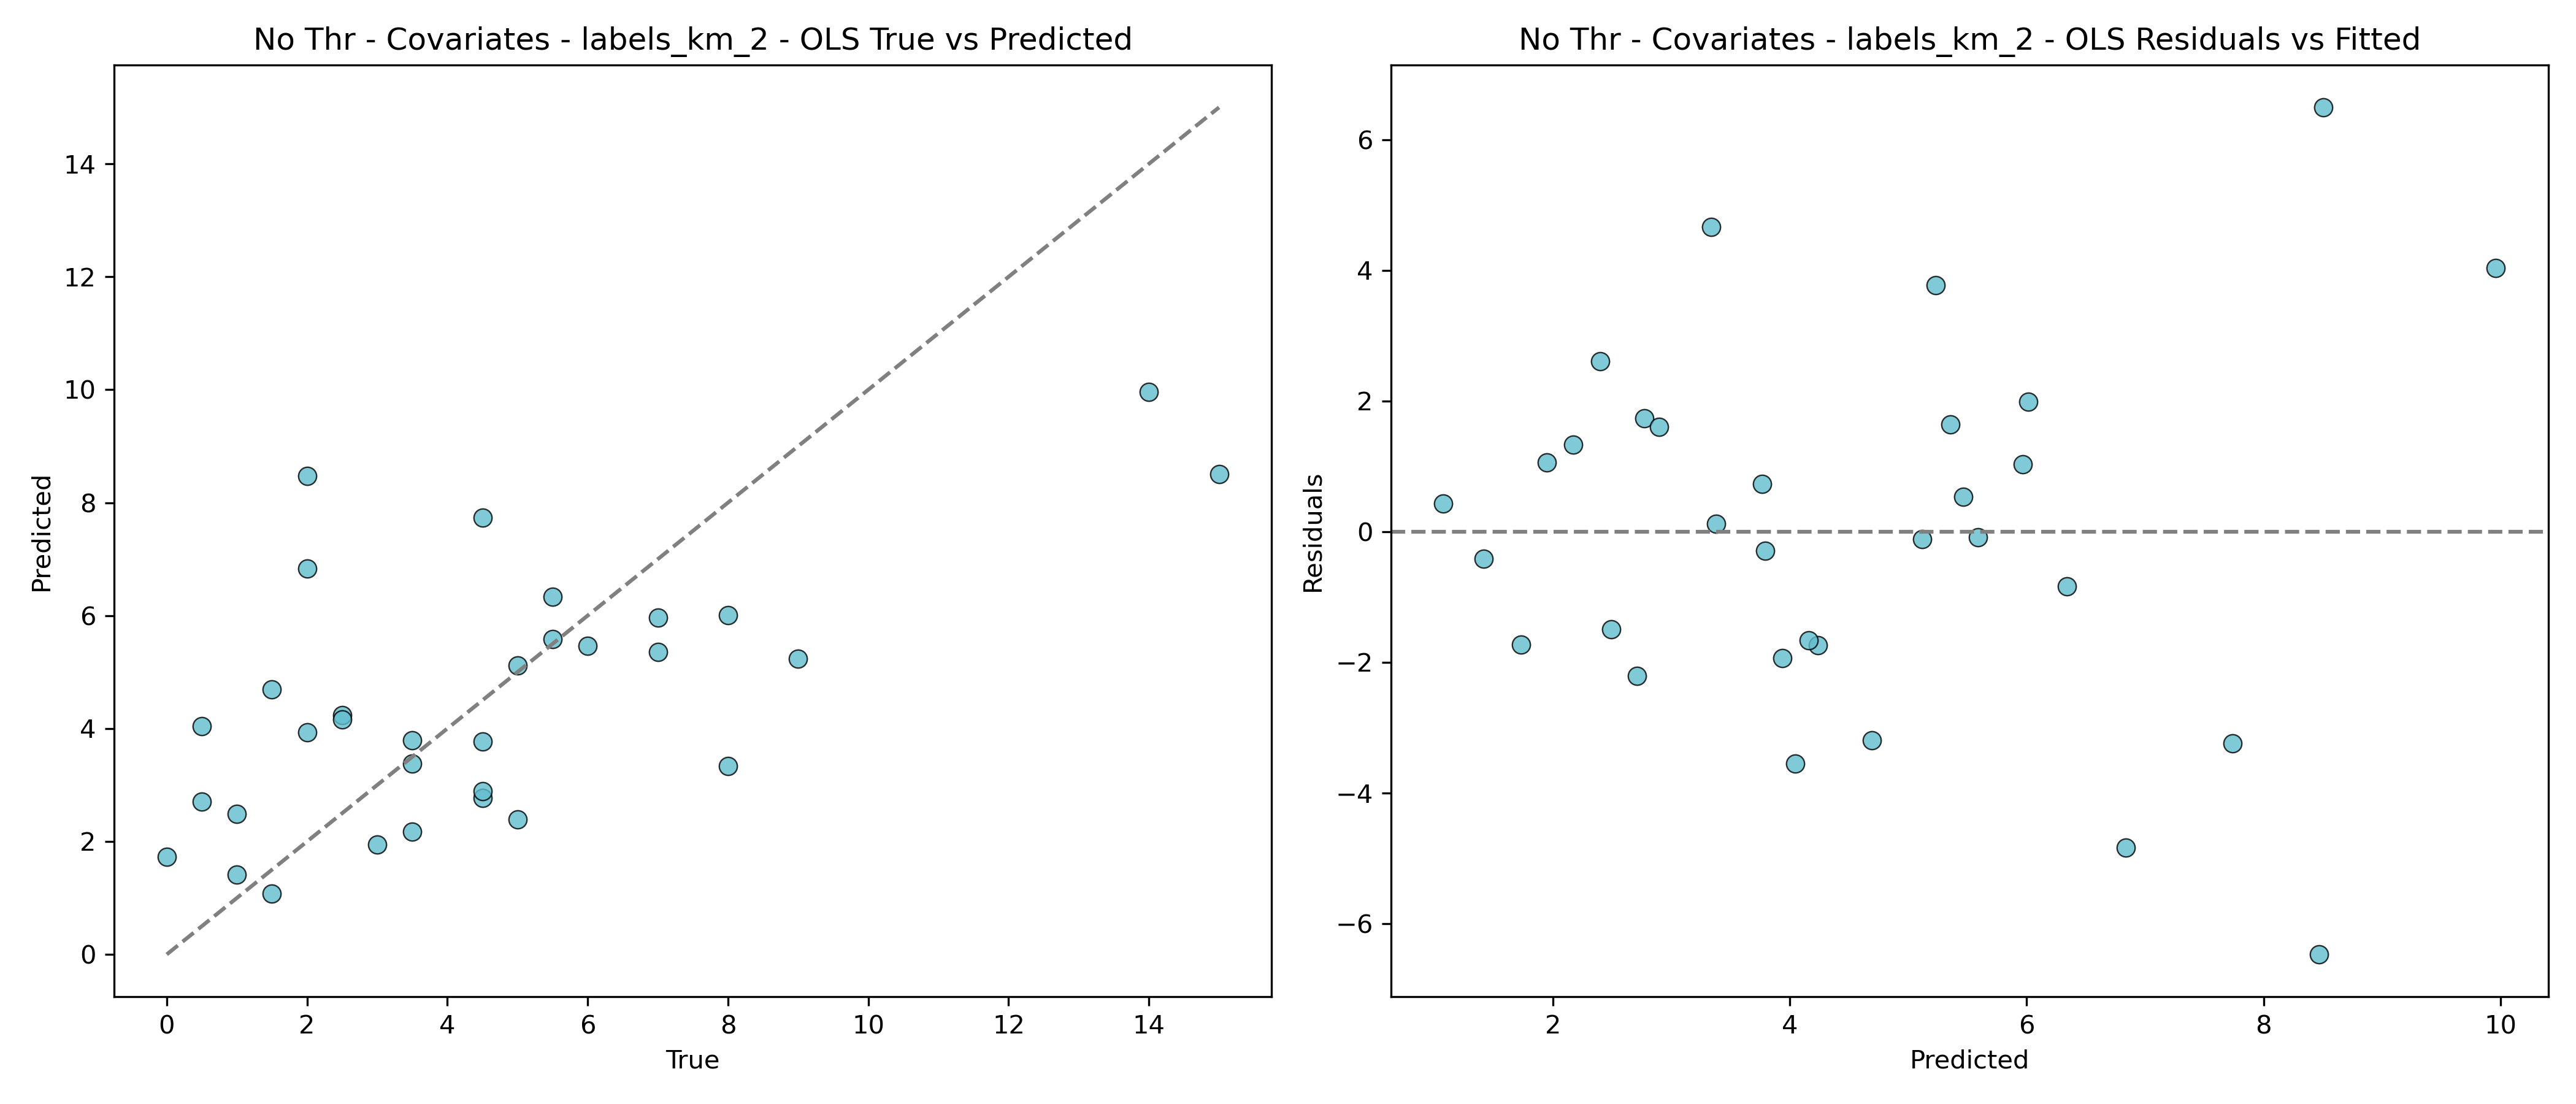 No Thr - Covariates - labels_km_2 - OLS True vs Predicted
14
12
10
8
6
4
2
0
Predicted
0 2 4 6 8 10 12 14
True
No Thr - Covariates - labels_km_2 - OLS Residuals vs Fitted
6
4
2
0
−2
−4
−6
Residuals
2 4 6 8 10
Predicted